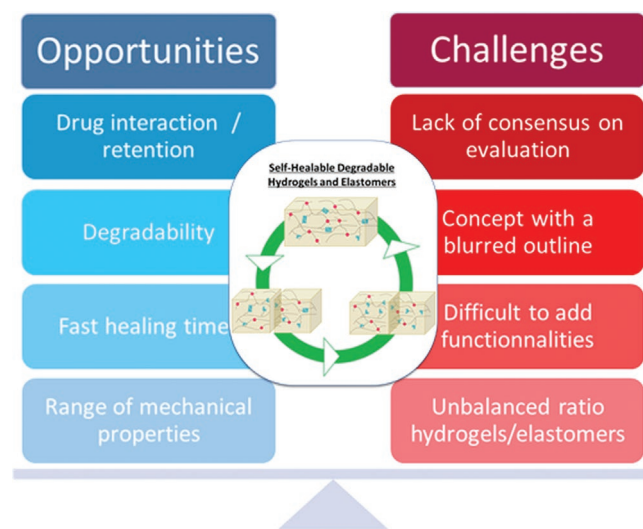 Opportunities
Drug interaction /
retention
Degradability
Fast healing time
Range of mechanical
properties
Self-Healable Degradable
Hydrogels and Elastomers
Challenges
Lack of consensus on
evaluation
Concept with a
blurred outline
Difficult to add
functionnalities
Unbalanced ratio
hydrogels/elastomers